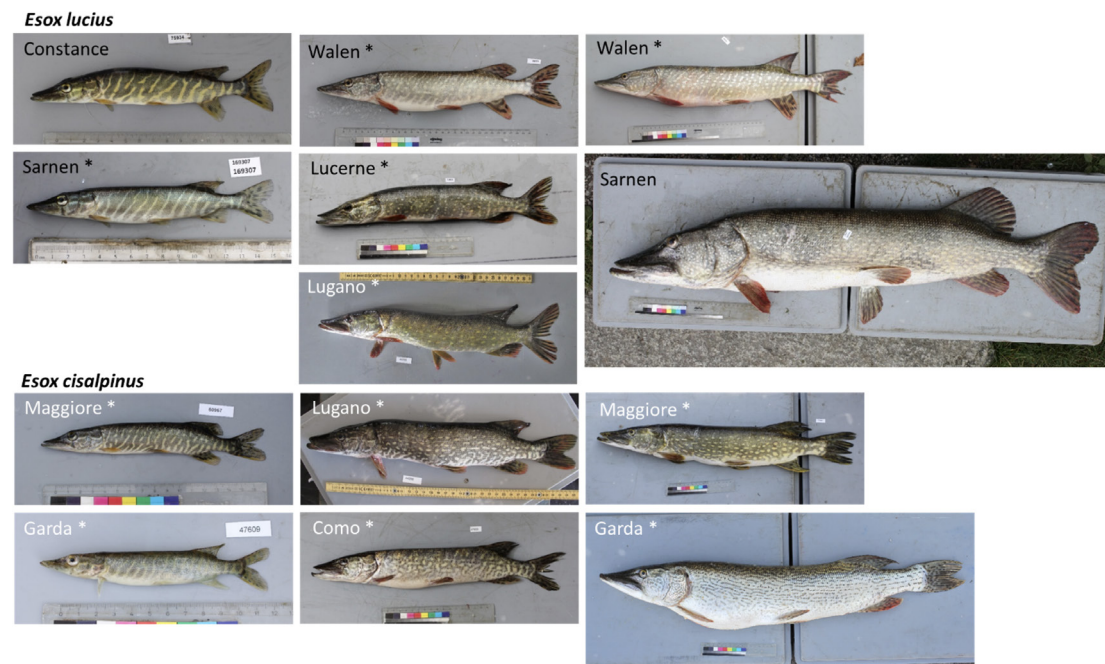 Esox lucius
Constance
Walen *
Walen *
Sarnen *
169307
169307
Lucerne *
Sarnen
Lugano *
Esox cisalpinus
Maggiore *
Lugano *
Maggiore *
Garda *
47609
Como *
Garda *